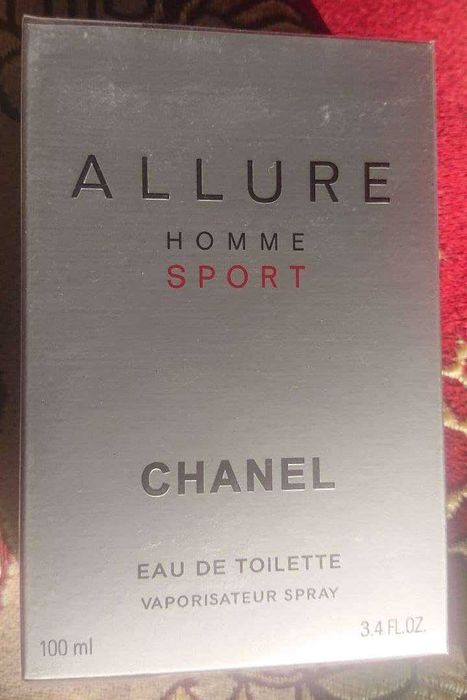 ALLURE
HOMME
SPORT
CHANEL
EAU DE TOILETTE
VAPORISATEUR SPRAY
100 ml
3.4 FL.OZ.